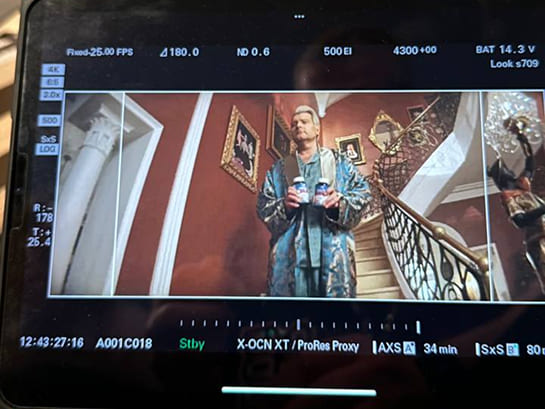 Fixed-25.00 FPS ⊿180.0 ND 0.6 500EI 4300+00 BAT 14.3 V
Look s709
4K
6:5
2.0x
500
SxS
LOG
R:-
178
T:+
25.4
12:43:27:16 A001C018 Stby X-OCN XT / ProRes Proxy AXS A 34 min SxS B 80